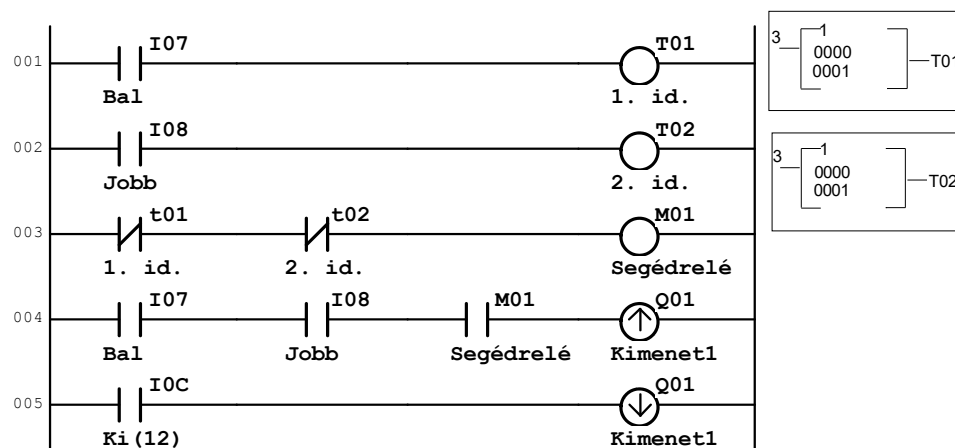 I07 T01
001
Bal 1. id.
I08 T02
002
Jobb 2. id.
t01 t02 M01
003
1. id. 2. id. Segédrelé
I07 I08 M01 Q01
004
Bal Jobb Segédrelé Kimenet1
I0C Q01
005
Ki(12) Kimenet1
1
3
0000
0001
T01
1
3
0000
0001
T02